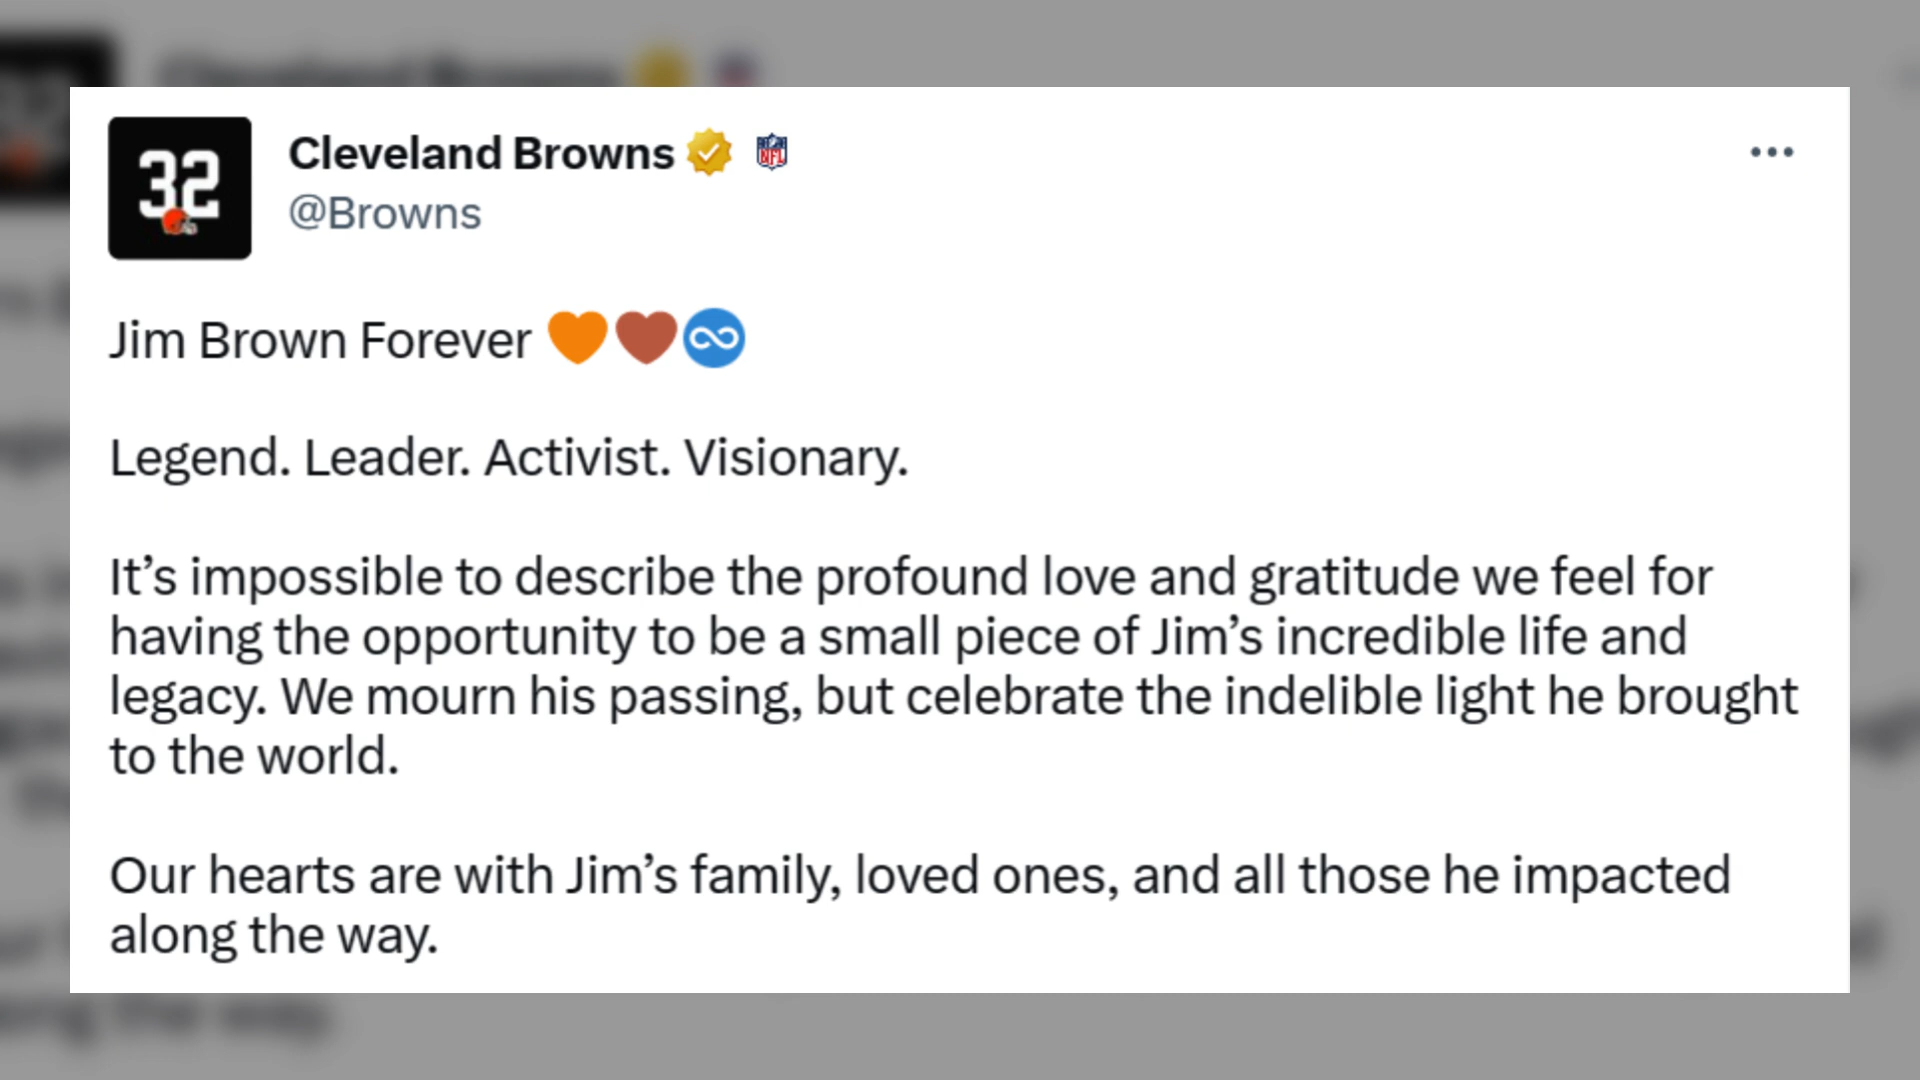 32
Cleveland Browns
NFL
@Browns
Jim Brown Forever 🧡🤎♾️
Legend. Leader. Activist. Visionary.
It’s impossible to describe the profound love and gratitude we feel for
having the opportunity to be a small piece of Jim’s incredible life and
legacy. We mourn his passing, but celebrate the indelible light he brought
to the world.
Our hearts are with Jim’s family, loved ones, and all those he impacted
along the way.